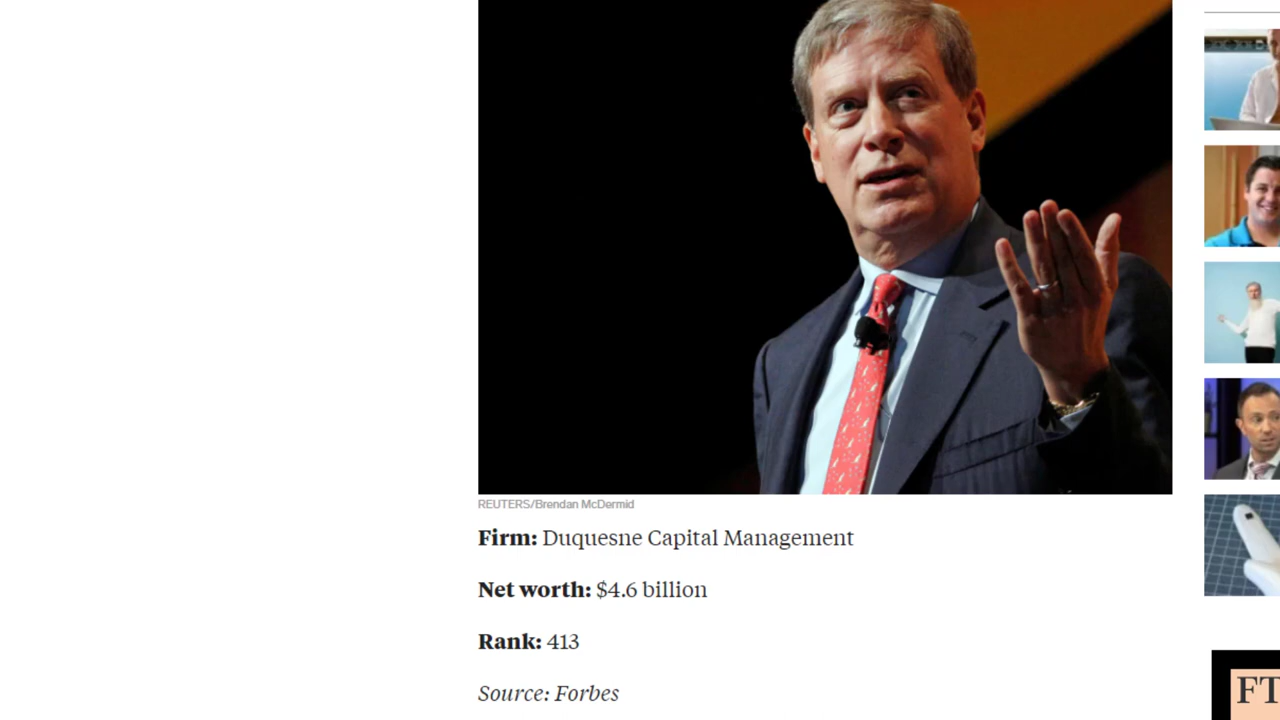 REUTERS/Brendan McDermid
Firm: Duquesne Capital Management
Net worth: $4.6 billion
Rank: 413
Source: Forbes
FT